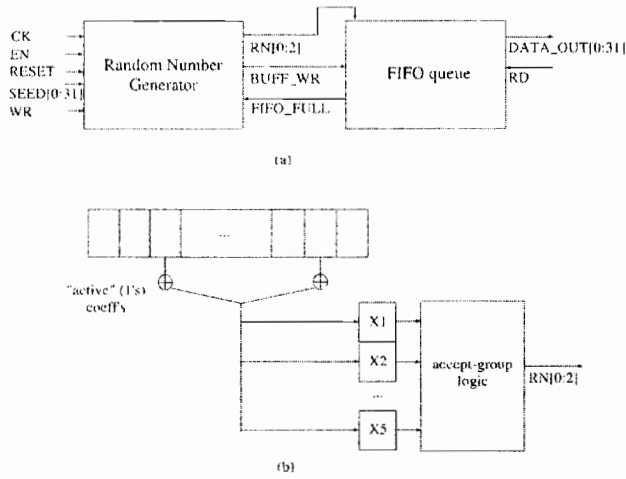 CK
EN
RESET
SEED[0:31]
WR
Random Number
Generator
RN[0:2]
BUFF_WR
FIFO_FULL
FIFO queue
DATA_OUT[0:31]
RD
(a)
...
"active" (1's)
coeff's
X1
X2
...
X5
accept-group
logic
RN[0:2]
(b)